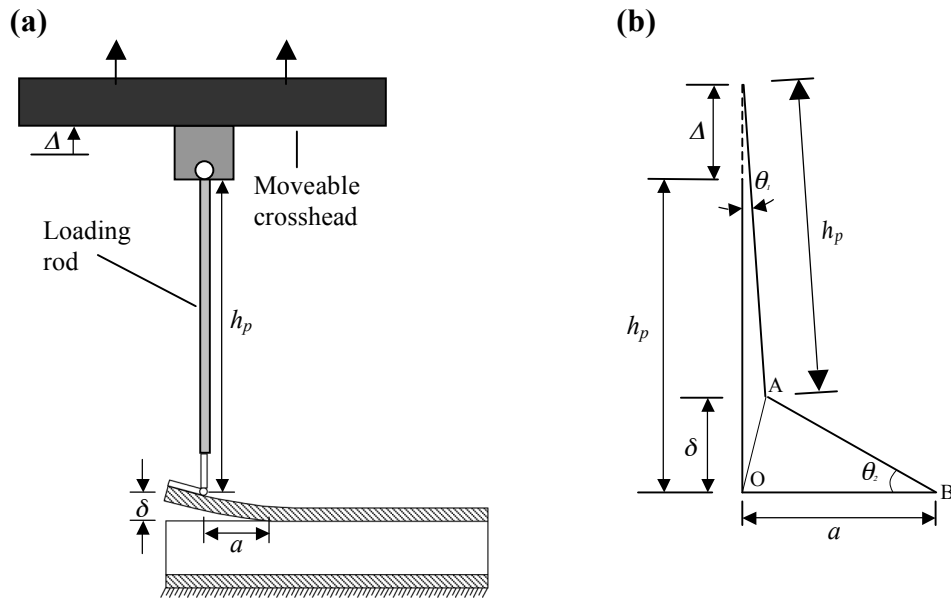 (a)
Δ
Moveable
crosshead
Loading
rod
h_p
δ
a
(b)
Δ
θ₁
h_p
h_p
A
δ
O
θ₂
B
a